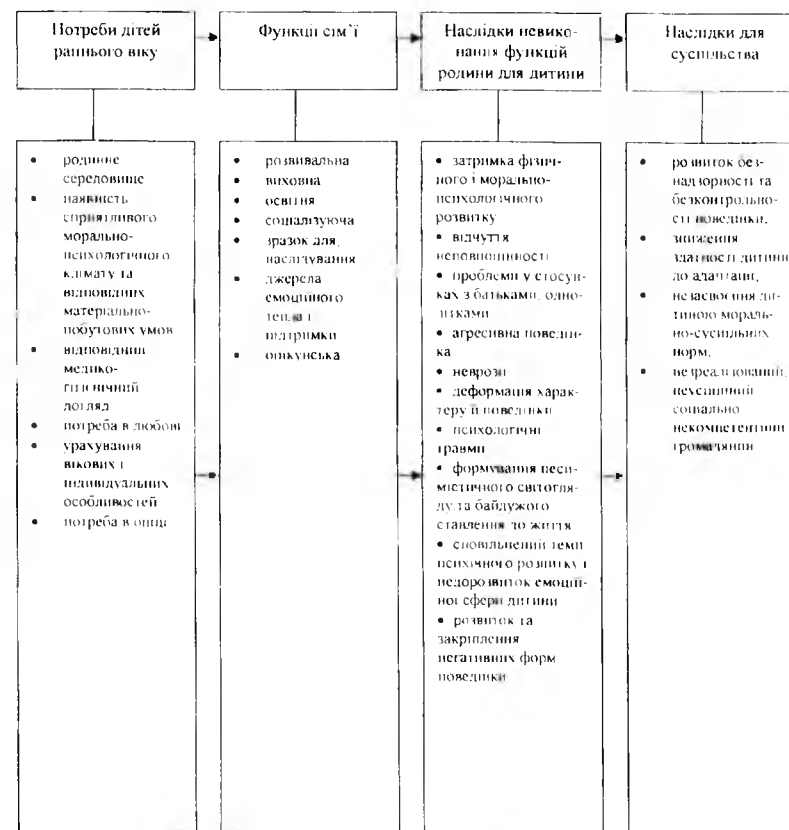 Потреби дітей
раннього віку
Функції сім'ї
Наслідки невико-
нання функцій
родини для дитини
Наслідки для
суспільства
• родинне
середовище
• наявність
сприятливого
морально-
психологічного
клімату та
відповідних
матеріально-
побутових умов
• відповідний
медико-
гігієнічний
догляд
• потреба в любові
• урахування
вікових і
індивідуальних
особливостей
• потреба в опіці
• розвивальна
• виховна
• освітня
• соціалізуюча
• зразок для
наслідування
• джерела
емоційного
тепла і
підтримки
• опікунська
• затримка фізич-
ного і морально-
психологічного
розвитку
• відчуття
неповноцінності
• проблеми у стосун-
ках з батьками, одно-
літками
• агресивна поведін-
ка
• неврози
• деформація харак-
теру й поведінки
• психологічні
травми
• формування песи-
містичного світогля-
ду та байдужого
ставлення до життя
• сповільнений темп
психічного розвитку і
недорозвиток емоцій-
ної сфери дитини
• розвиток та
закріплення
негативних форм
поведінки
• розвиток без-
надзорності та
безконтрольно-
сті поведінки,
• зниження
здатності дитини
до адаптації,
• незасвоєння ди-
тиною мораль-
но-суспільних
норм,
• нереалізований,
неуспішний
соціально
некомпетентний
громадянин